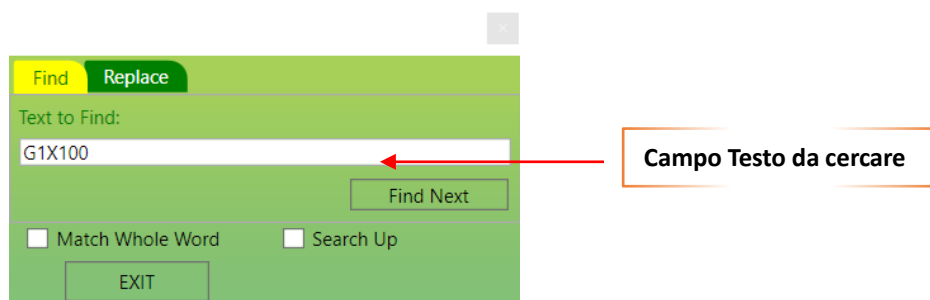 Find Replace
Text to Find:
G1X100
Campo Testo da cercare
Find Next
Match Whole Word Search Up
EXIT